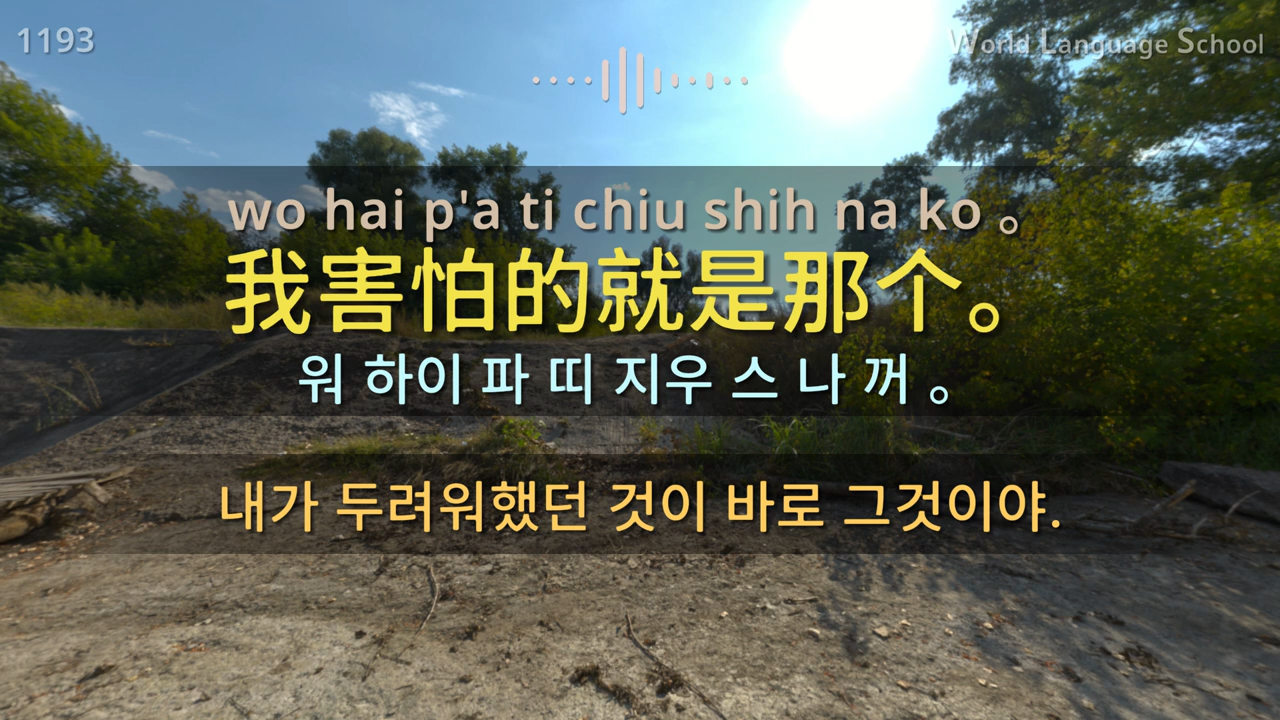 1193
World Language School
wo hai p'a ti chiu shih na ko 。
我害怕的就是那个。
워 하이 파 띠 지우 스 나 꺼 。
내가 두려워했던 것이 바로 그것이야.